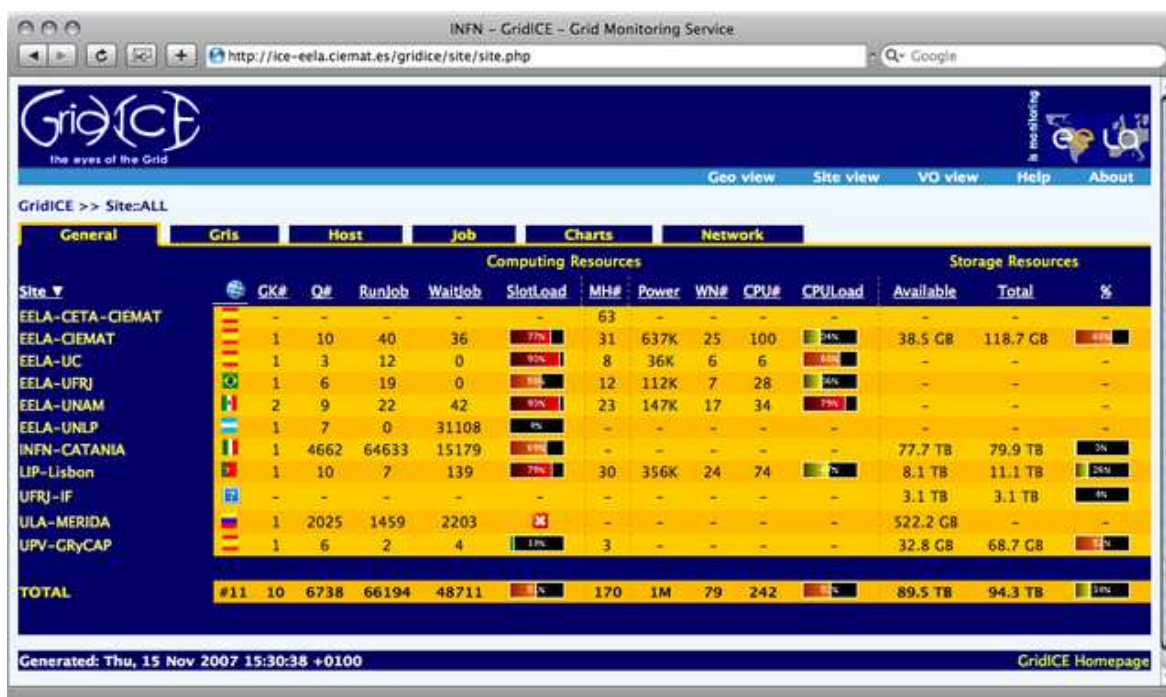 INFN – GridICE – Grid Monitoring Service
http://ice-eela.ciemat.es/gridice/site/site.php
Google
GridICE
the eyes of the Grid
is monitoring
eela
Geo view Site view VO view Help About
GridICE >> Site::ALL
General GRIs Host Job Charts Network
Computing Resources Storage Resources
Site ▼ GK# Q# RunJob WaitJob SlotLoad MH# Power WN# CPU# CPULoad Available Total %
EELA-CETA-CIEMAT - - - - - 63 - - - - - - -
EELA-CIEMAT 1 10 40 36 77% 31 637K 25 100 38.5 GB 118.7 GB
EELA-UC 1 3 12 0 8 36K 6 6 - - -
EELA-UFRJ 1 6 19 0 12 112K 7 28 - - -
EELA-UNAM 2 9 22 42 23 147K 17 34 79% - - -
EELA-UNLP 1 7 0 31108 - - - - - - - -
INFN-CATANIA 1 4662 64633 15179 - - - - - 77.7 TB 79.9 TB
LIP-Lisbon 1 10 7 139 79% 30 356K 24 74 8.1 TB 11.1 TB 26%
UFRJ-IF ? - - - - - - - - - - 3.1 TB 3.1 TB
ULA-MERIDA 1 2025 1459 2203 - - - - - 522.2 GB - -
UPV-GRyCAP 1 6 2 4 3 - - - - 32.8 GB 68.7 GB
TOTAL #11 10 6738 66194 48711 170 1M 79 242 89.5 TB 94.3 TB
Generated: Thu, 15 Nov 2007 15:30:38 +0100 GridICE Homepage